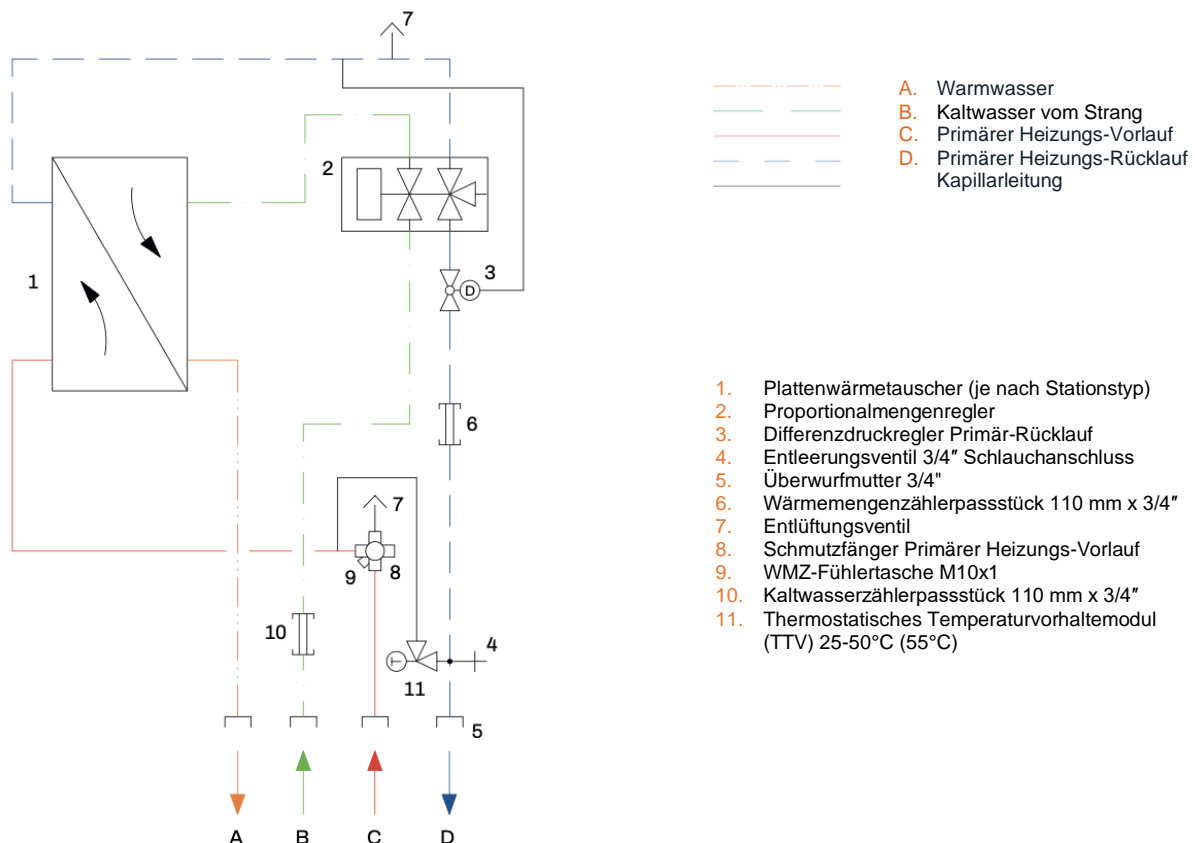 7
2
3
D
1
6
7
9
8
10
4
11
5
A
B
C
D
A. Warmwasser
B. Kaltwasser vom Strang
C. Primärer Heizungs-Vorlauf
D. Primärer Heizungs-Rücklauf
Kapillarleitung
1. Plattenwärmetauscher (je nach Stationstyp)
2. Proportionalmengenregler
3. Differenzdruckregler Primär-Rücklauf
4. Entleerungsventil 3/4″ Schlauchanschluss
5. Überwurfmutter 3/4"
6. Wärmemengenzählerpassstück 110 mm x 3/4″
7. Entlüftungsventil
8. Schmutzfänger Primärer Heizungs-Vorlauf
9. WMZ-Fühlertasche M10x1
10. Kaltwasserzählerpassstück 110 mm x 3/4″
11. Thermostatisches Temperaturvorhaltemodul
(TTV) 25-50°C (55°C)